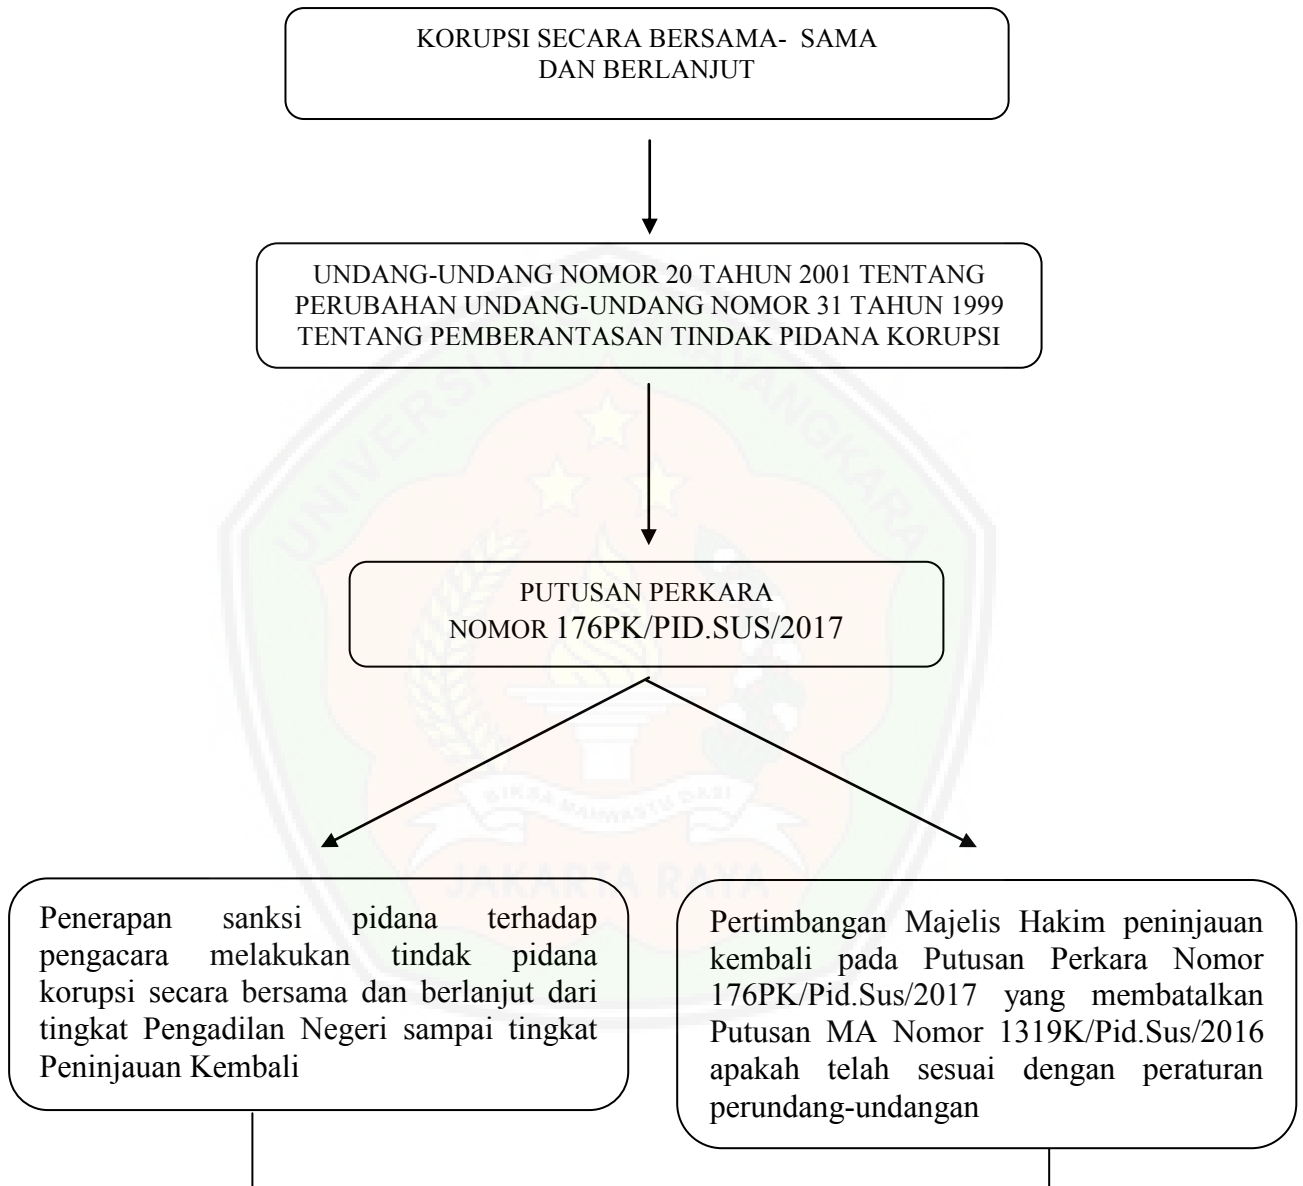 KORUPSI SECARA BERSAMA- SAMA
DAN BERLANJUT
UNDANG-UNDANG NOMOR 20 TAHUN 2001 TENTANG
PERUBAHAN UNDANG-UNDANG NOMOR 31 TAHUN 1999
TENTANG PEMBERANTASAN TINDAK PIDANA KORUPSI
PUTUSAN PERKARA
NOMOR 176PK/PID.SUS/2017
JAKARTA RAYA
Penerapan sanksi pidana terhadap
pengacara melakukan tindak pidana
korupsi secara bersama dan berlanjut dari
tingkat Pengadilan Negeri sampai tingkat
Peninjauan Kembali
Pertimbangan Majelis Hakim peninjauan
kembali pada Putusan Perkara Nomor
176PK/Pid.Sus/2017 yang membatalkan
Putusan MA Nomor 1319K/Pid.Sus/2016
apakah telah sesuai dengan peraturan
perundang-undangan